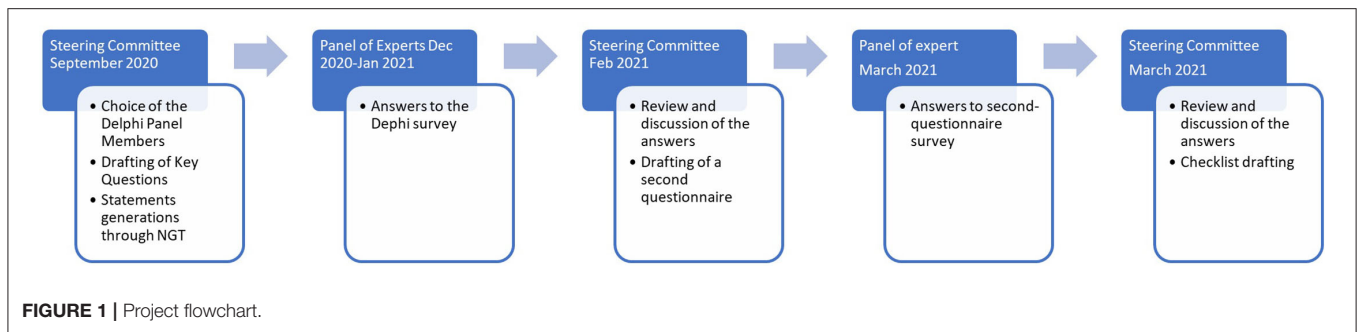 Steering Committee
September 2020
• Choice of the
Delphi Panel
Members
• Drafting of Key
Questions
• Statements
generations
through NGT
Panel of Experts Dec
2020-Jan 2021
• Answers to the
Dephi survey
Steering Committee
Feb 2021
• Review and
discussion of the
answers
• Drafting of a
second
questionnaire
Panel of expert
March 2021
• Answers to second-
questionnaire
survey
Steering Committee
March 2021
• Review and
discussion of the
answers
• Checklist drafting
FIGURE 1 | Project flowchart.